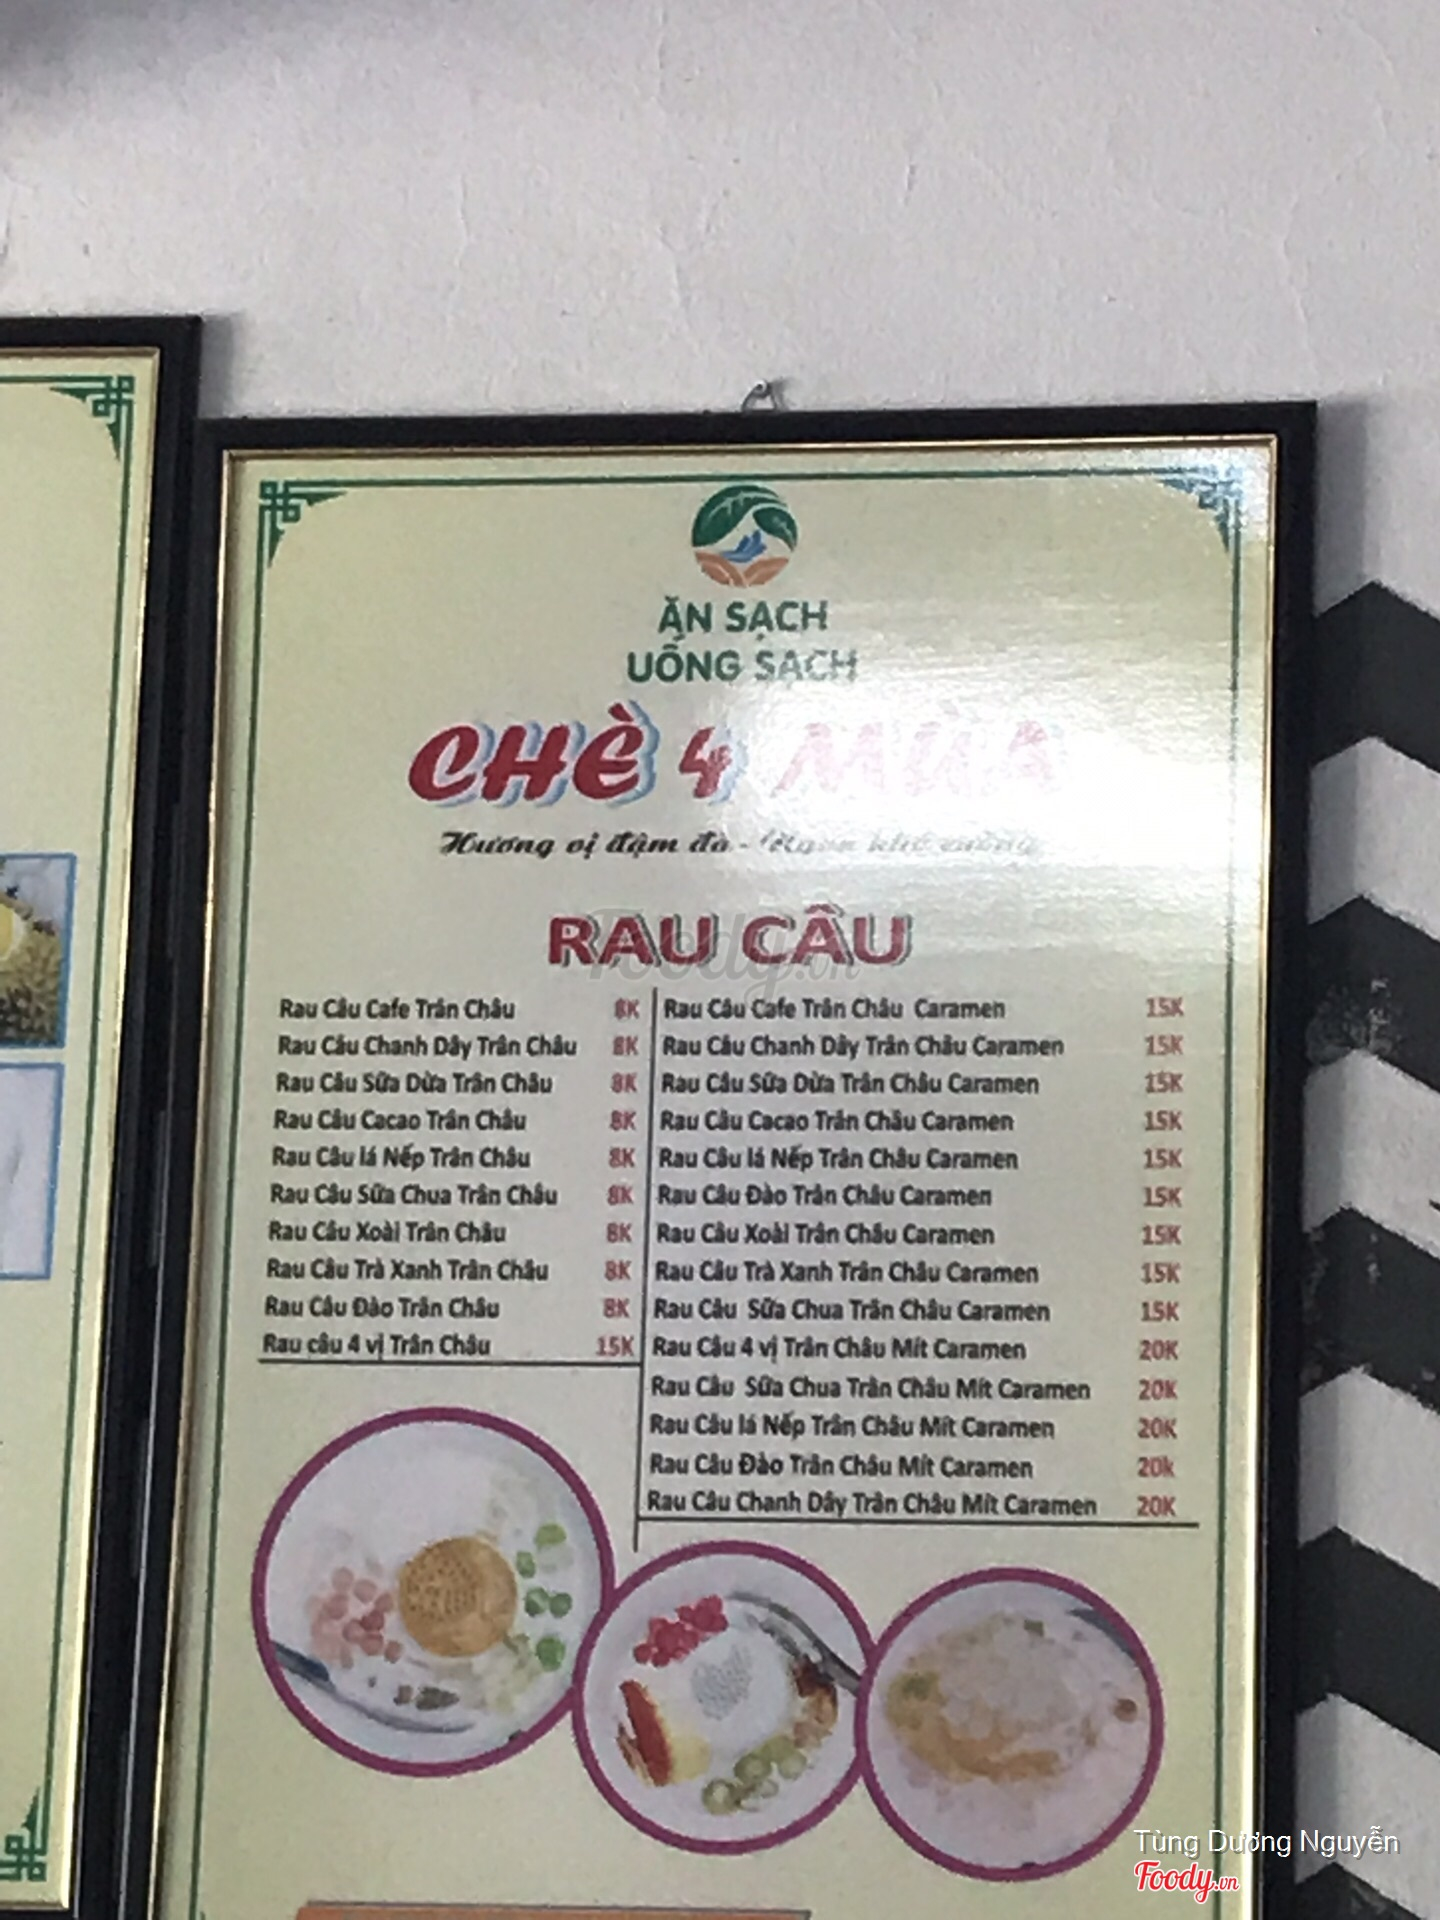 ĂN SẠCH
UỐNG SẠCH
CHÈ 4 MÙA
Hương vị đậm đà - Ngon khó cưỡng
RAU CÂU
Rau Câu Cafe Trân Châu 8K
Rau Câu Chanh Dây Trân Châu 8K
Rau Câu Sữa Dừa Trân Châu 8K
Rau Câu Cacao Trân Châu 8K
Rau Câu lá Nếp Trân Châu 8K
Rau Câu Sữa Chua Trân Châu 8K
Rau Câu Xoài Trân Châu 8K
Rau Câu Trà Xanh Trân Châu 8K
Rau Câu Đào Trân Châu 8K
Rau câu 4 vị Trân Châu 15K
Rau Câu Cafe Trân Châu Caramen 15K
Rau Câu Chanh Dây Trân Châu Caramen 15K
Rau Câu Sữa Dừa Trân Châu Caramen 15K
Rau Câu Cacao Trân Châu Caramen 15K
Rau Câu lá Nếp Trân Châu Caramen 15K
Rau Câu Đào Trân Châu Caramen 15K
Rau Câu Xoài Trân Châu Caramen 15K
Rau Câu Trà Xanh Trân Châu Caramen 15K
Rau Câu Sữa Chua Trân Châu Caramen 15K
Rau Câu 4 vị Trân Châu Mít Caramen 20K
Rau Câu Sữa Chua Trân Châu Mít Caramen 20K
Rau Câu lá Nếp Trân Châu Mít Caramen 20K
Rau Câu Đào Trân Châu Mít Caramen 20k
Rau Câu Chanh Dây Trân Châu Mít Caramen 20K
Foody.vn
Tùng Dương Nguyễn
Foody.vn